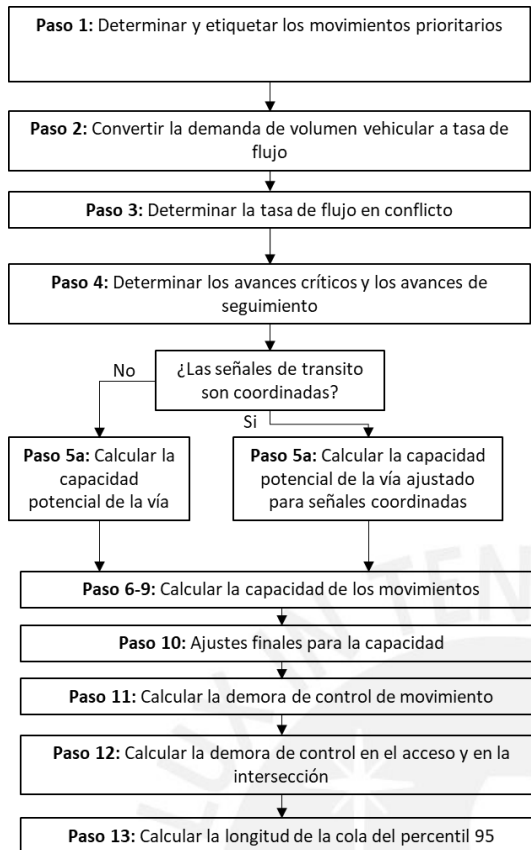 Paso 1: Determinar y etiquetar los movimientos prioritarios
Paso 2: Convertir la demanda de volumen vehicular a tasa de
flujo
Paso 3: Determinar la tasa de flujo en conflicto
Paso 4: Determinar los avances críticos y los avances de
seguimiento
¿Las señales de transito
son coordinadas?
No
Si
Paso 5a: Calcular la
capacidad
potencial de la vía
Paso 5a: Calcular la capacidad
potencial de la vía ajustado
para señales coordinadas
Paso 6-9: Calcular la capacidad de los movimientos
Paso 10: Ajustes finales para la capacidad
Paso 11: Calcular la demora de control de movimiento
Paso 12: Calcular la demora de control en el acceso y en la
intersección
Paso 13: Calcular la longitud de la cola del percentil 95
LUX IN TEN